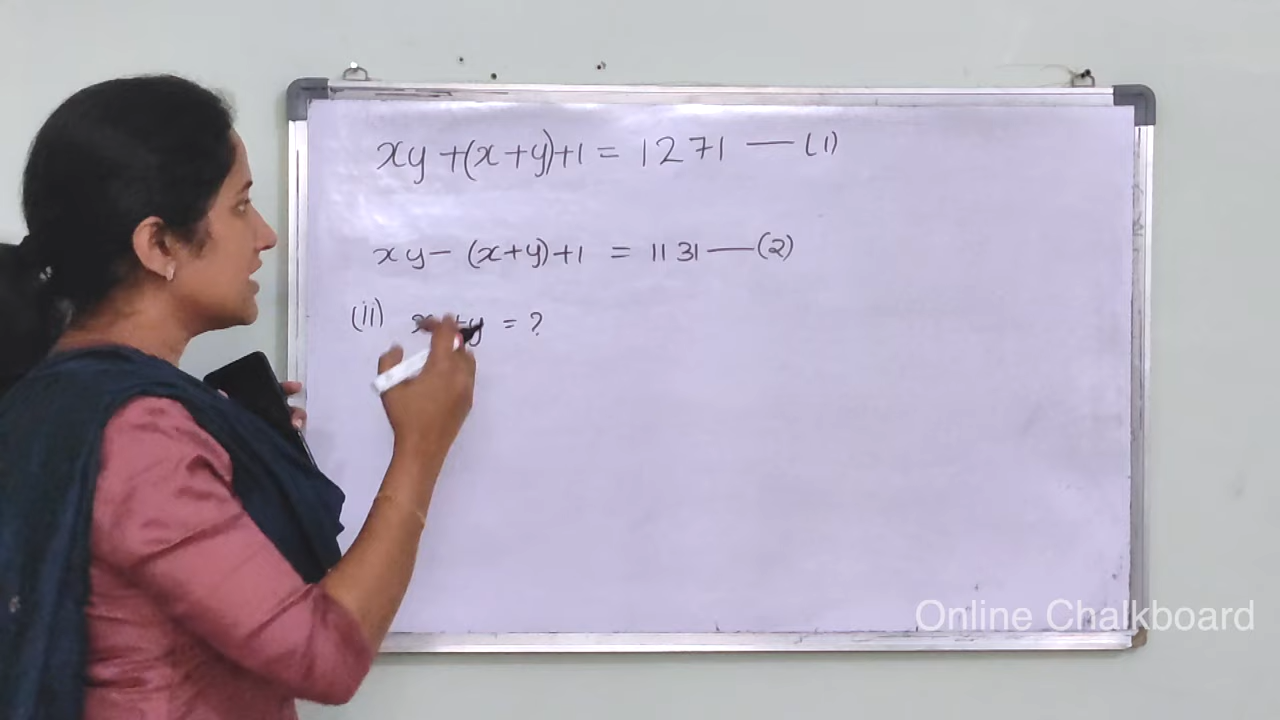 xy +(x+y)+1 = 1271 — (1)
xy - (x+y)+1 = 1131 — (2)
(ii) x+y = ?
Online Chalkboard